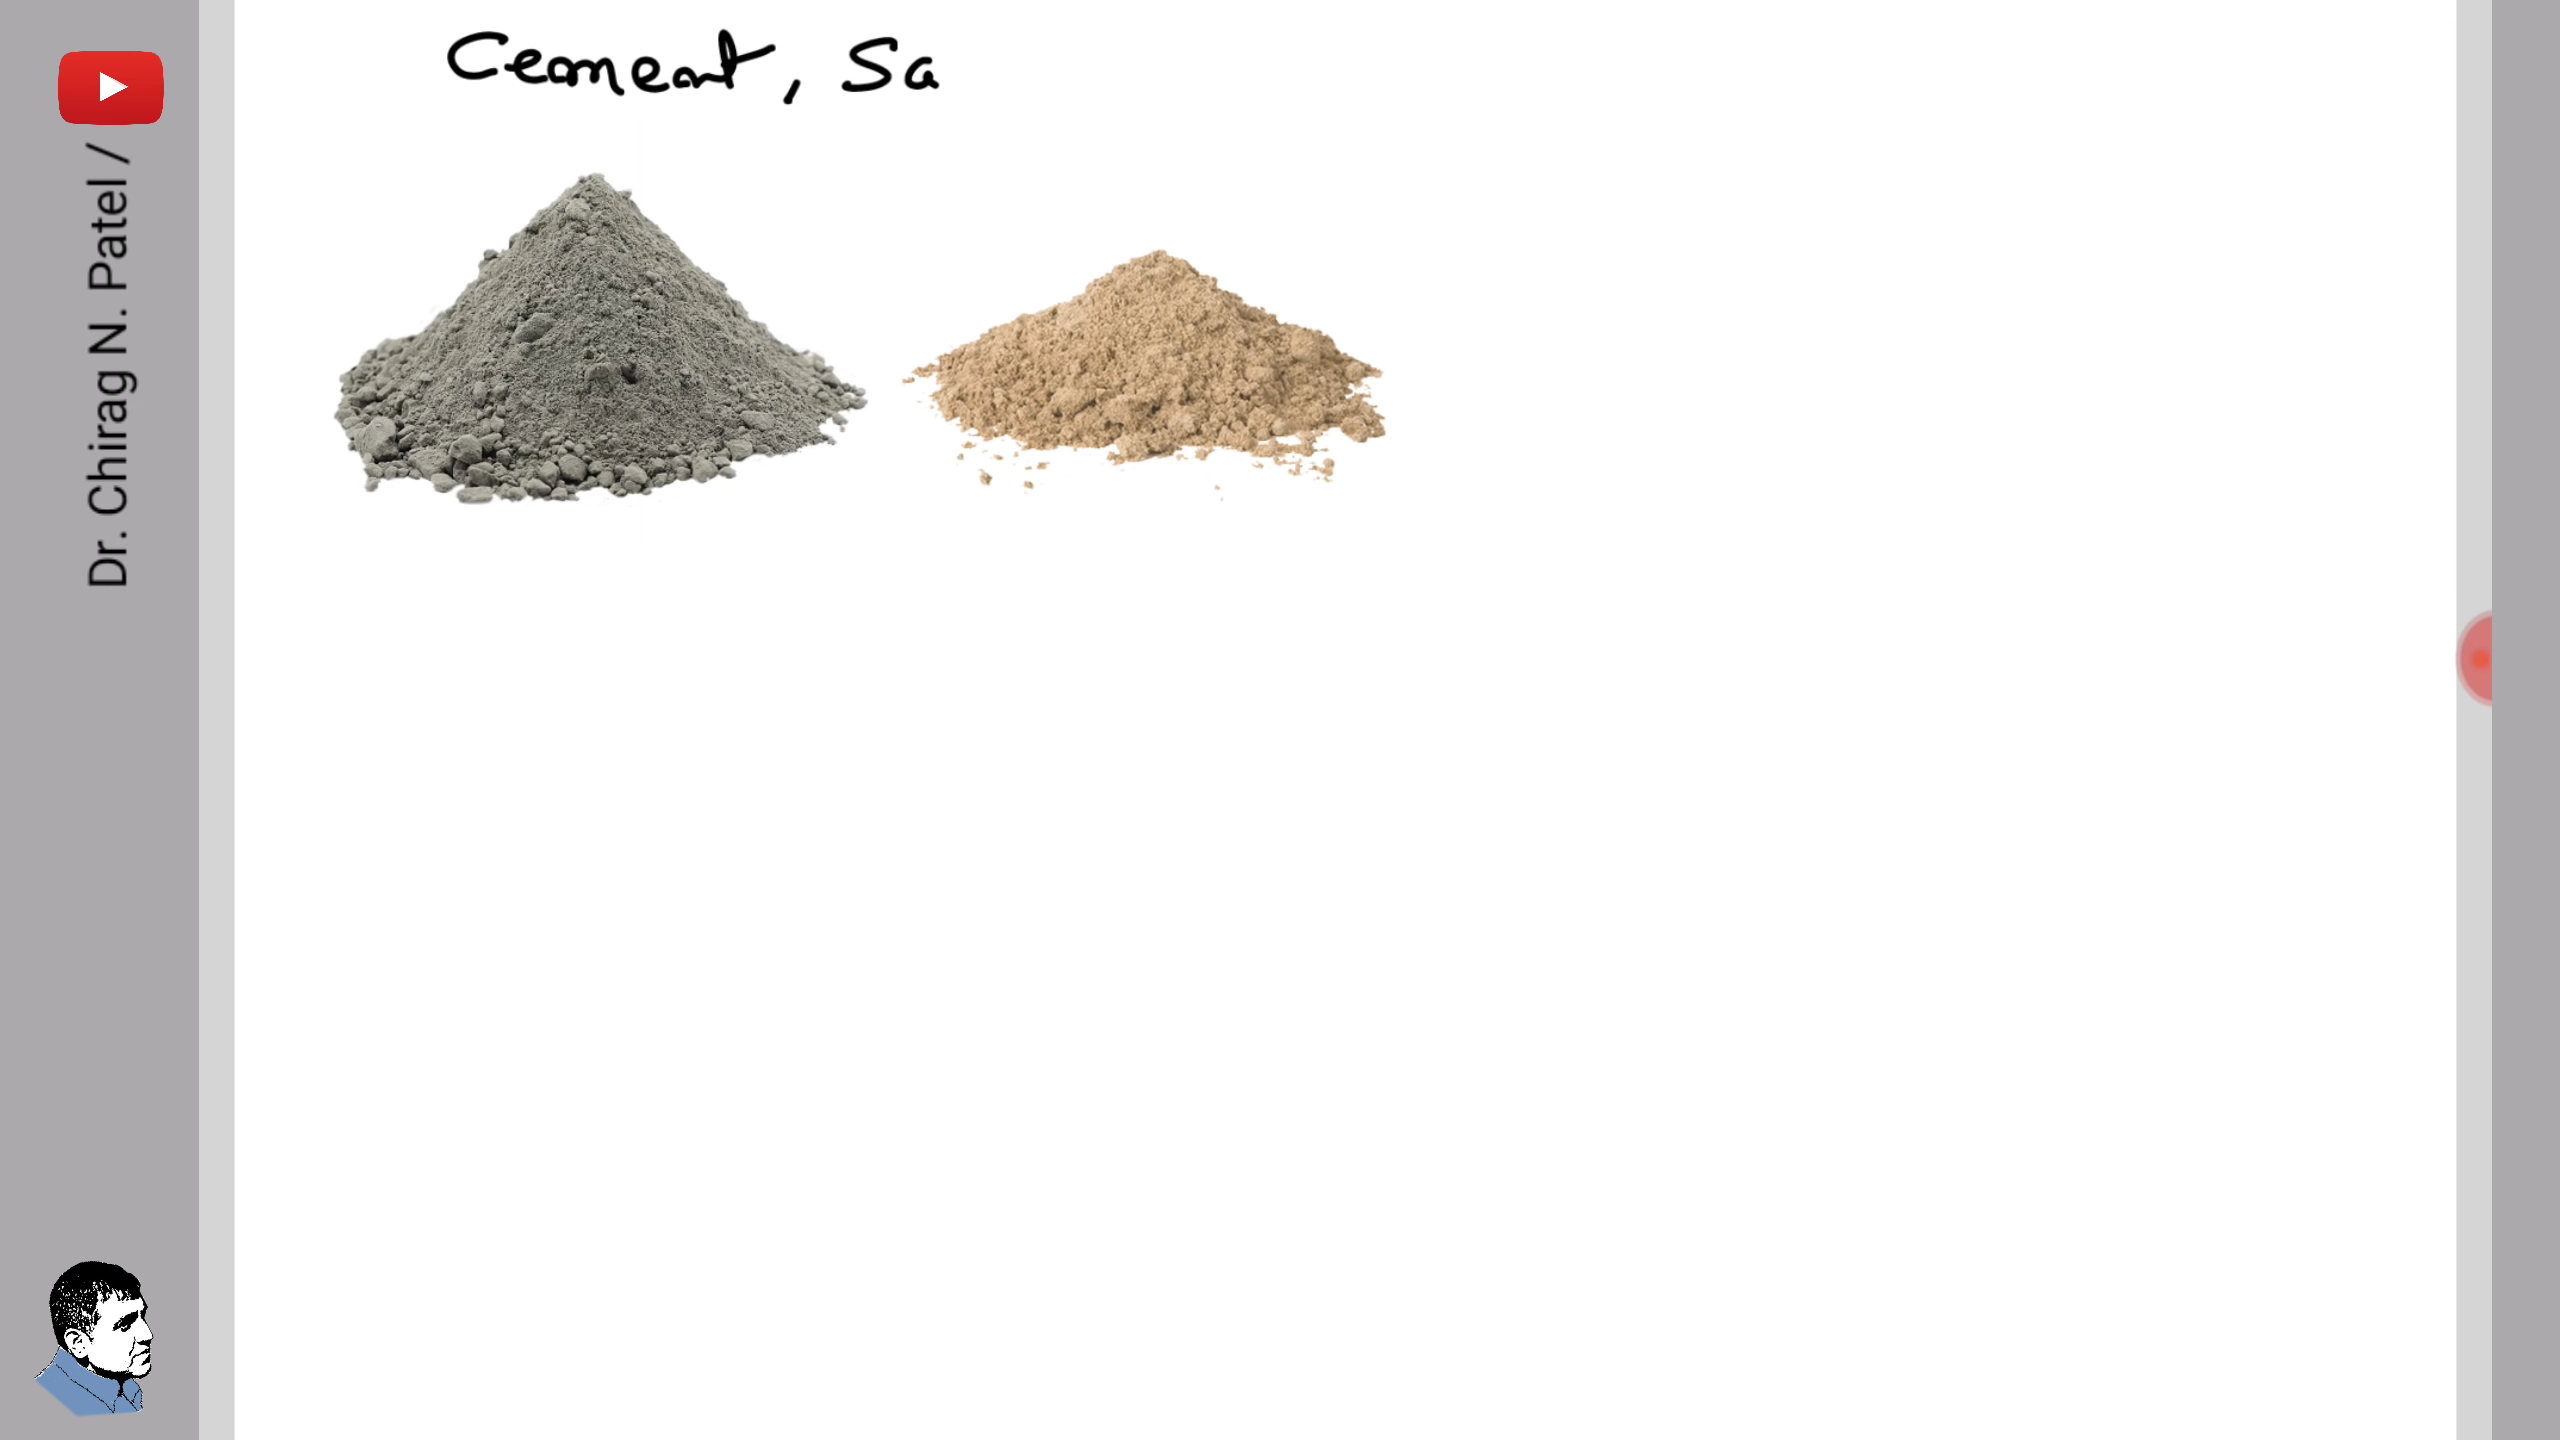 Cement, Sa
Dr. Chirag N. Patel /